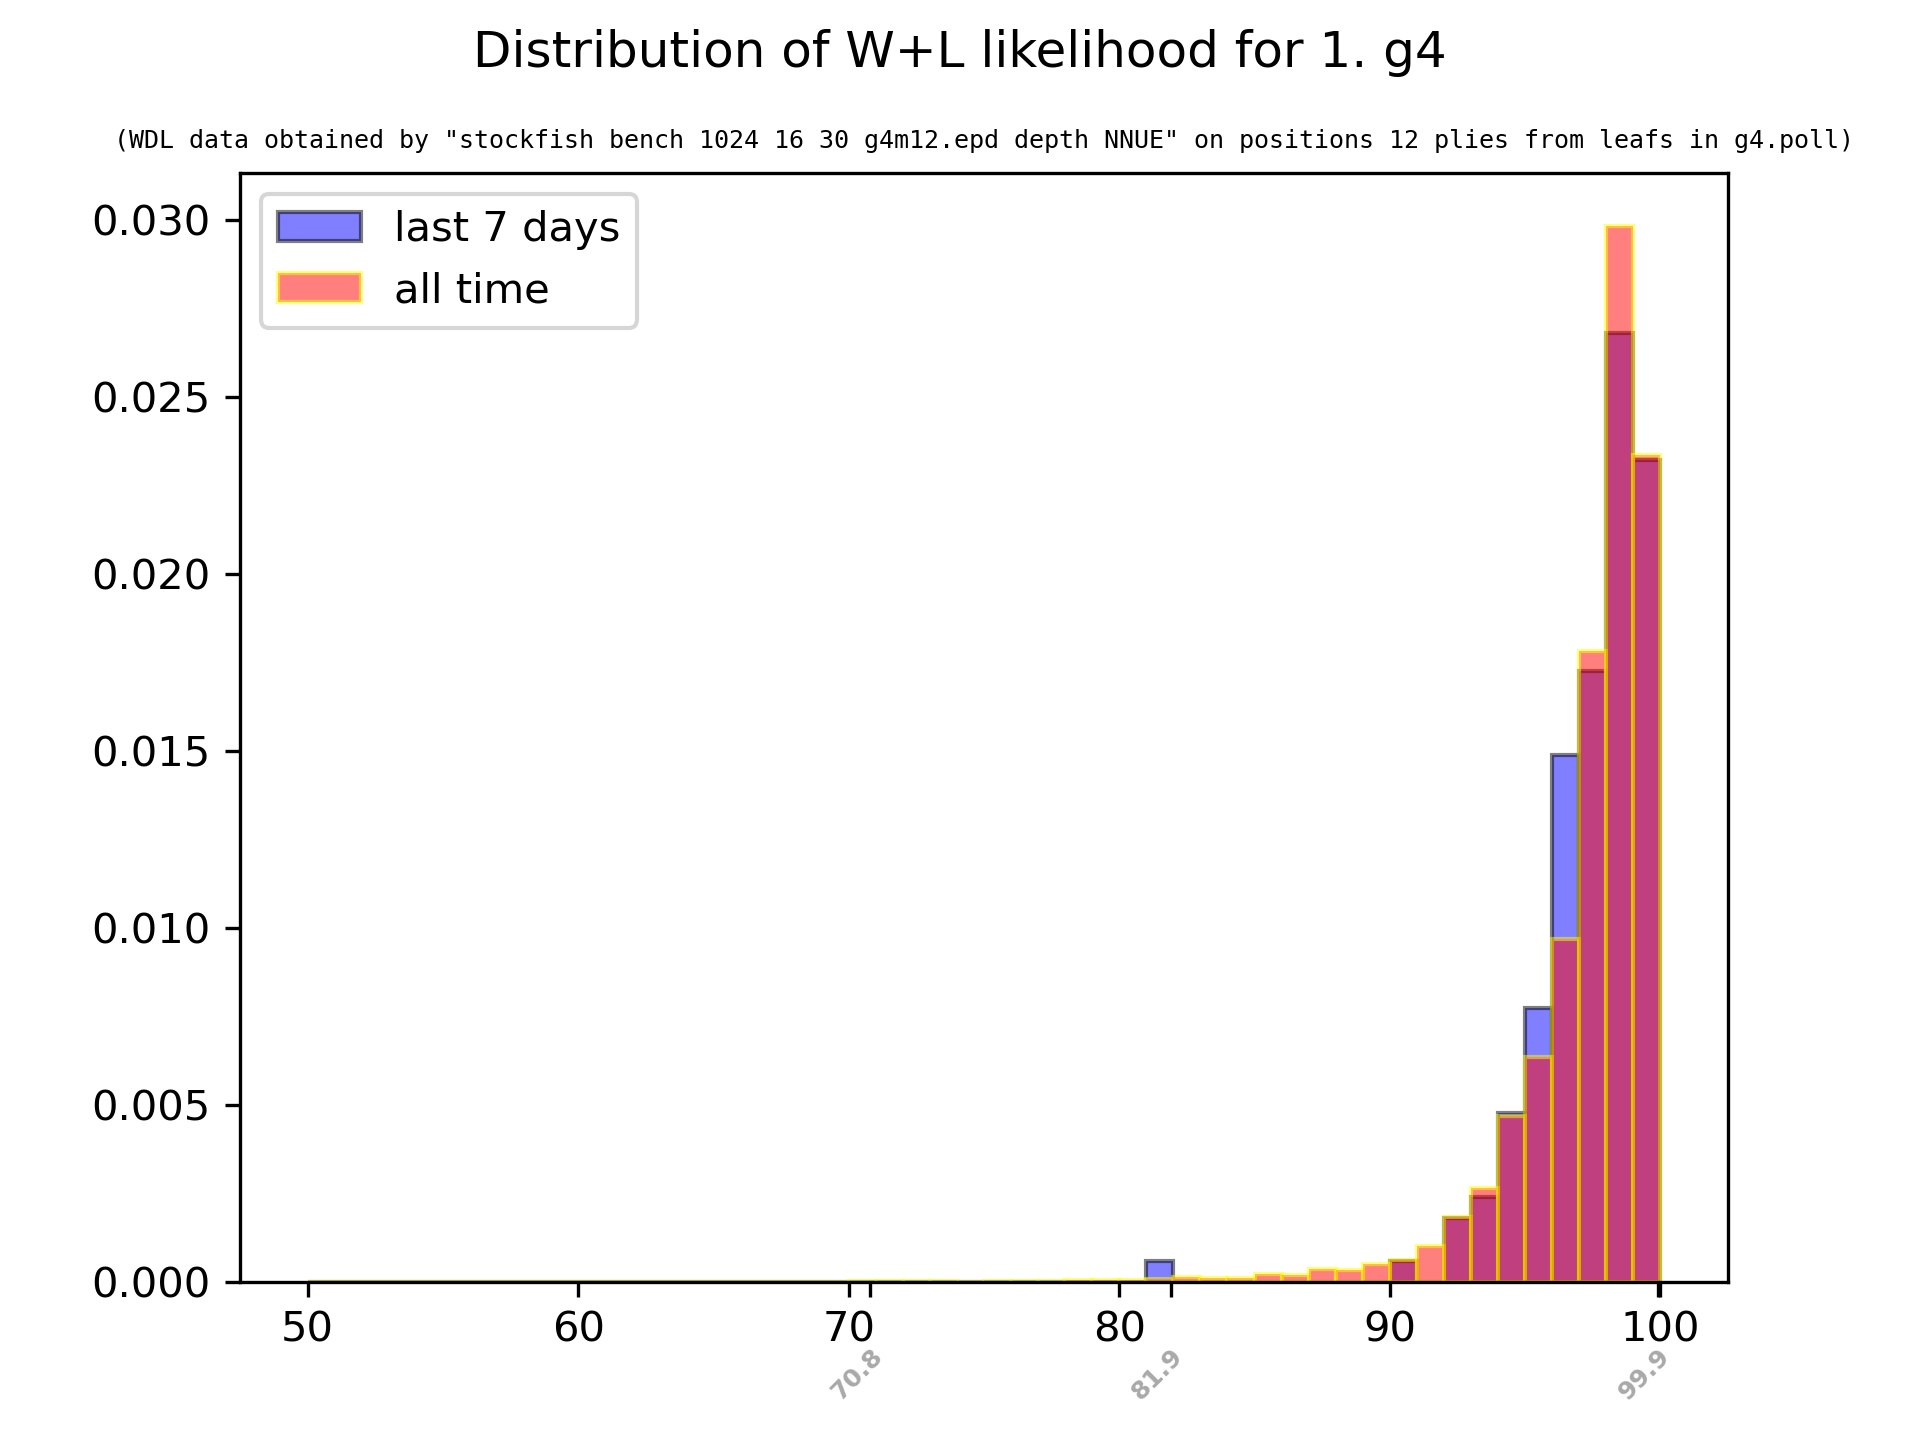 Distribution of W+L likelihood for 1. g4
(WDL data obtained by "stockfish bench 1024 16 30 g4m12.epd depth NNUE" on positions 12 plies from leafs in g4.poll)
last 7 days
all time
0.030
0.025
0.020
0.015
0.010
0.005
0.000
50 60 70 80 90 100
70.8 81.9 99.9